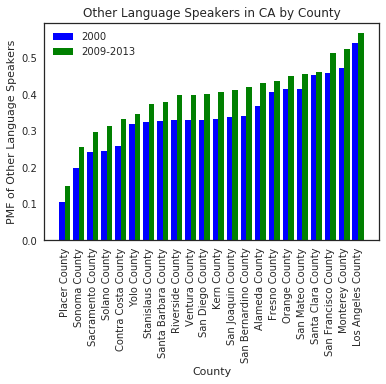 Other Language Speakers in CA by County
2000
2009-2013
PMF of Other Language Speakers
0.5
0.4
0.3
0.2
0.1
0.0
Placer County
Sonoma County
Sacramento County
Solano County
Contra Costa County
Yolo County
Stanislaus County
Santa Barbara County
Riverside County
Ventura County
San Diego County
Kern County
San Joaquin County
San Bernardino County
Alameda County
Fresno County
Orange County
San Mateo County
Santa Clara County
San Francisco County
Monterey County
Los Angeles County
County